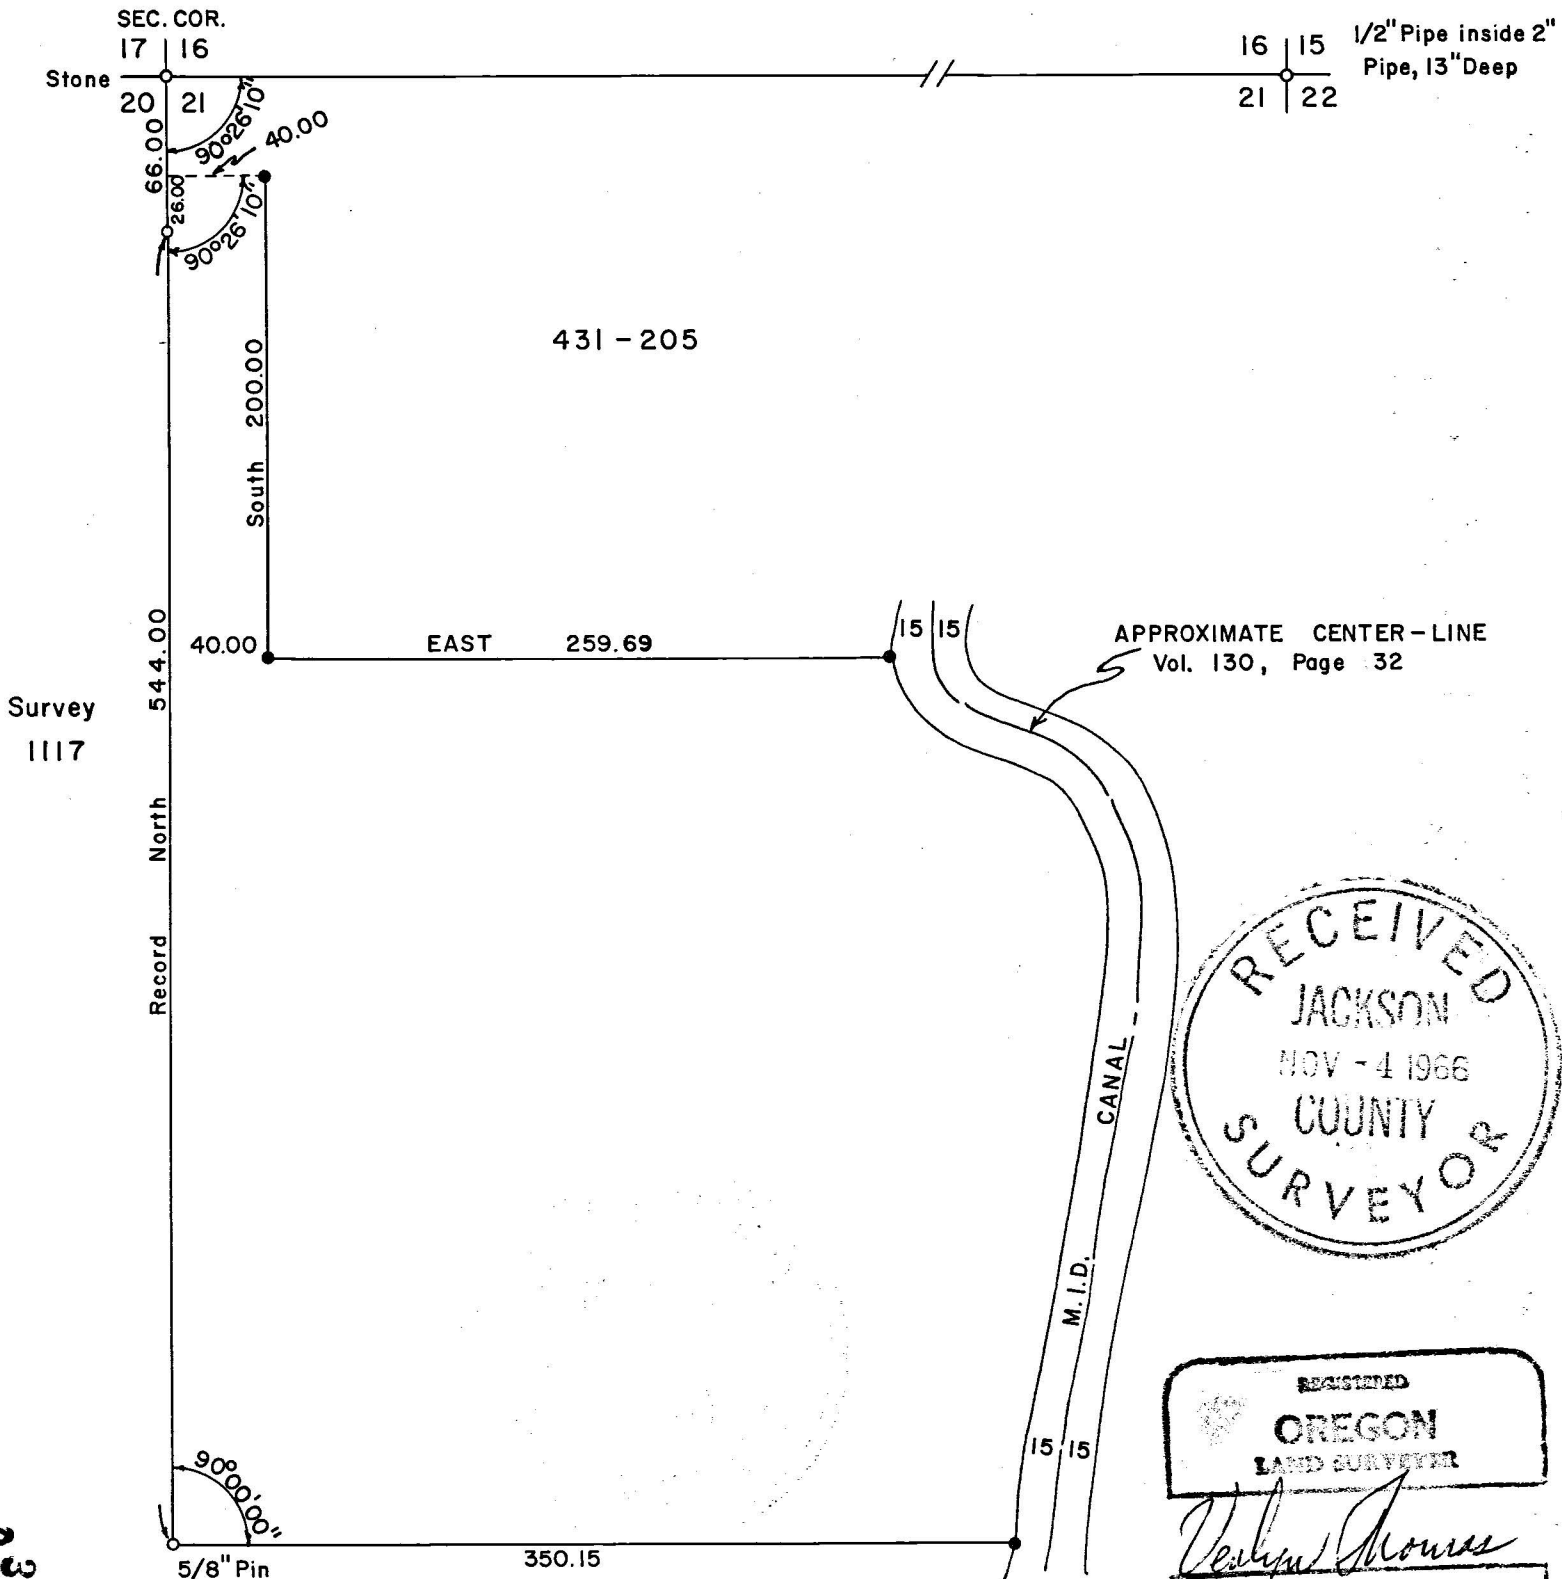 SEC. COR.
17 16
Stone
20 21
16 15
21 22
1/2" Pipe inside 2"
Pipe, 13" Deep
66.00
90°26'10"
40.00
26.00
90°26'10"
431-205
South 200.00
40.00
EAST 259.69
15 15
APPROXIMATE CENTER-LINE
Vol. 130, Page 32
Survey
1117
Record North 544.00
RECEIVED
JACKSON
NOV - 4 1966
COUNTY
SURVEYOR
CANAL
M.I.D.
15 15
REGISTERED
OREGON
LAND SURVEYOR
90°00'00"
5/8" Pin
350.15